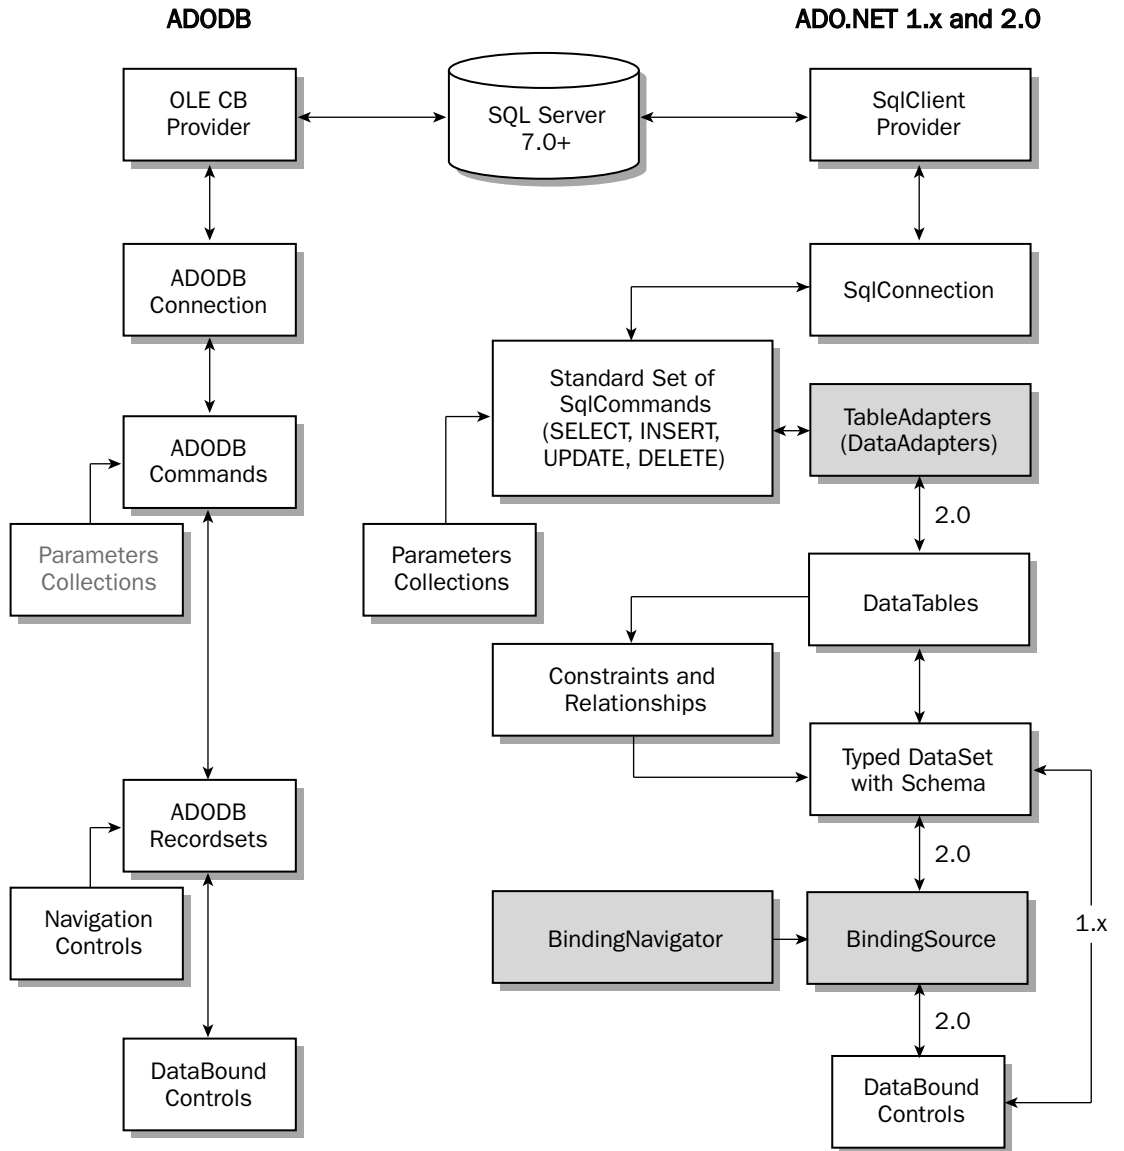 ADODB
ADO.NET 1.x and 2.0
OLE CB
Provider
SQL Server
7.0+
SqlClient
Provider
ADODB
Connection
SqlConnection
Standard Set of
SqlCommands
(SELECT, INSERT,
UPDATE, DELETE)
TableAdapters
(DataAdapters)
ADODB
Commands
2.0
Parameters
Collections
Parameters
Collections
DataTables
Constraints and
Relationships
Typed DataSet
with Schema
ADODB
Recordsets
2.0
Navigation
Controls
BindingNavigator
BindingSource
1.x
2.0
DataBound
Controls
DataBound
Controls